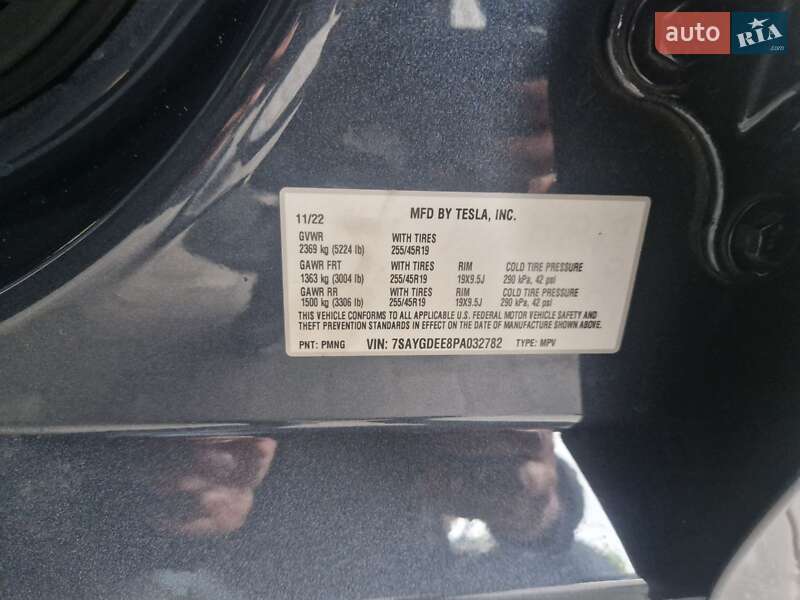 auto RIA .com
11/22 MFD BY TESLA, INC.
GVWR WITH TIRES
2369 kg (5224 lb) 255/45R19
GAWR FRT WITH TIRES RIM COLD TIRE PRESSURE
1363 kg (3004 lb) 255/45R19 19X9.5J 290 kPa, 42 psi
GAWR RR WITH TIRES RIM COLD TIRE PRESSURE
1500 kg (3306 lb) 255/45R19 19X9.5J 290 kPa, 42 psi
THIS VEHICLE CONFORMS TO ALL APPLICABLE U.S. FEDERAL MOTOR VEHICLE SAFETY AND
THEFT PREVENTION STANDARDS IN EFFECT ON THE DATE OF MANUFACTURE SHOWN ABOVE.
PNT: PMNG VIN: 7SAYGDEE8PA032782 TYPE: MPV